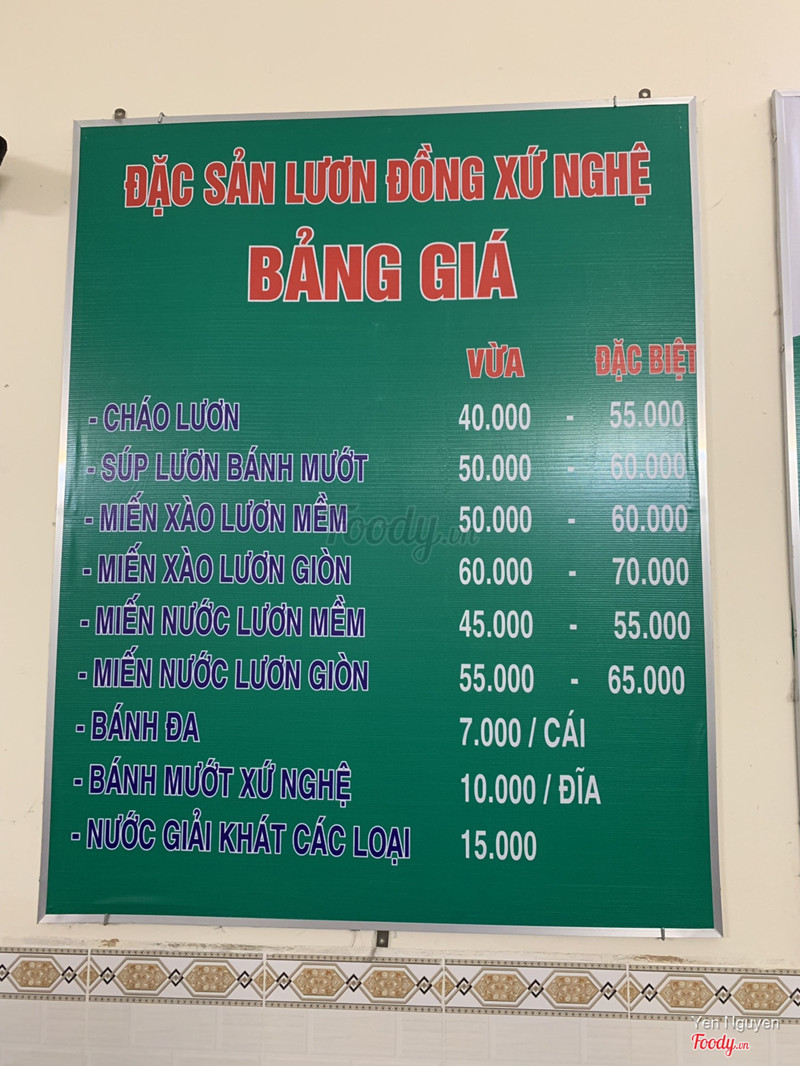 ĐẶC SẢN LƯƠN ĐỒNG XỨ NGHỆ
BẢNG GIÁ
VỪA ĐẶC BIỆT
- CHÁO LƯƠN 40.000 - 55.000
- SÚP LƯƠN BÁNH MƯỚT 50.000 - 60.000
- MIẾN XÀO LƯƠN MỀM 50.000 - 60.000
- MIẾN XÀO LƯƠN GIÒN 60.000 - 70.000
- MIẾN NƯỚC LƯƠN MỀM 45.000 - 55.000
- MIẾN NƯỚC LƯƠN GIÒN 55.000 - 65.000
- BÁNH ĐA 7.000 / CÁI
- BÁNH MƯỚT XỨ NGHỆ 10.000 / ĐĨA
- NƯỚC GIẢI KHÁT CÁC LOẠI 15.000
Foody.vn
Yen Nguyen
Foody.vn